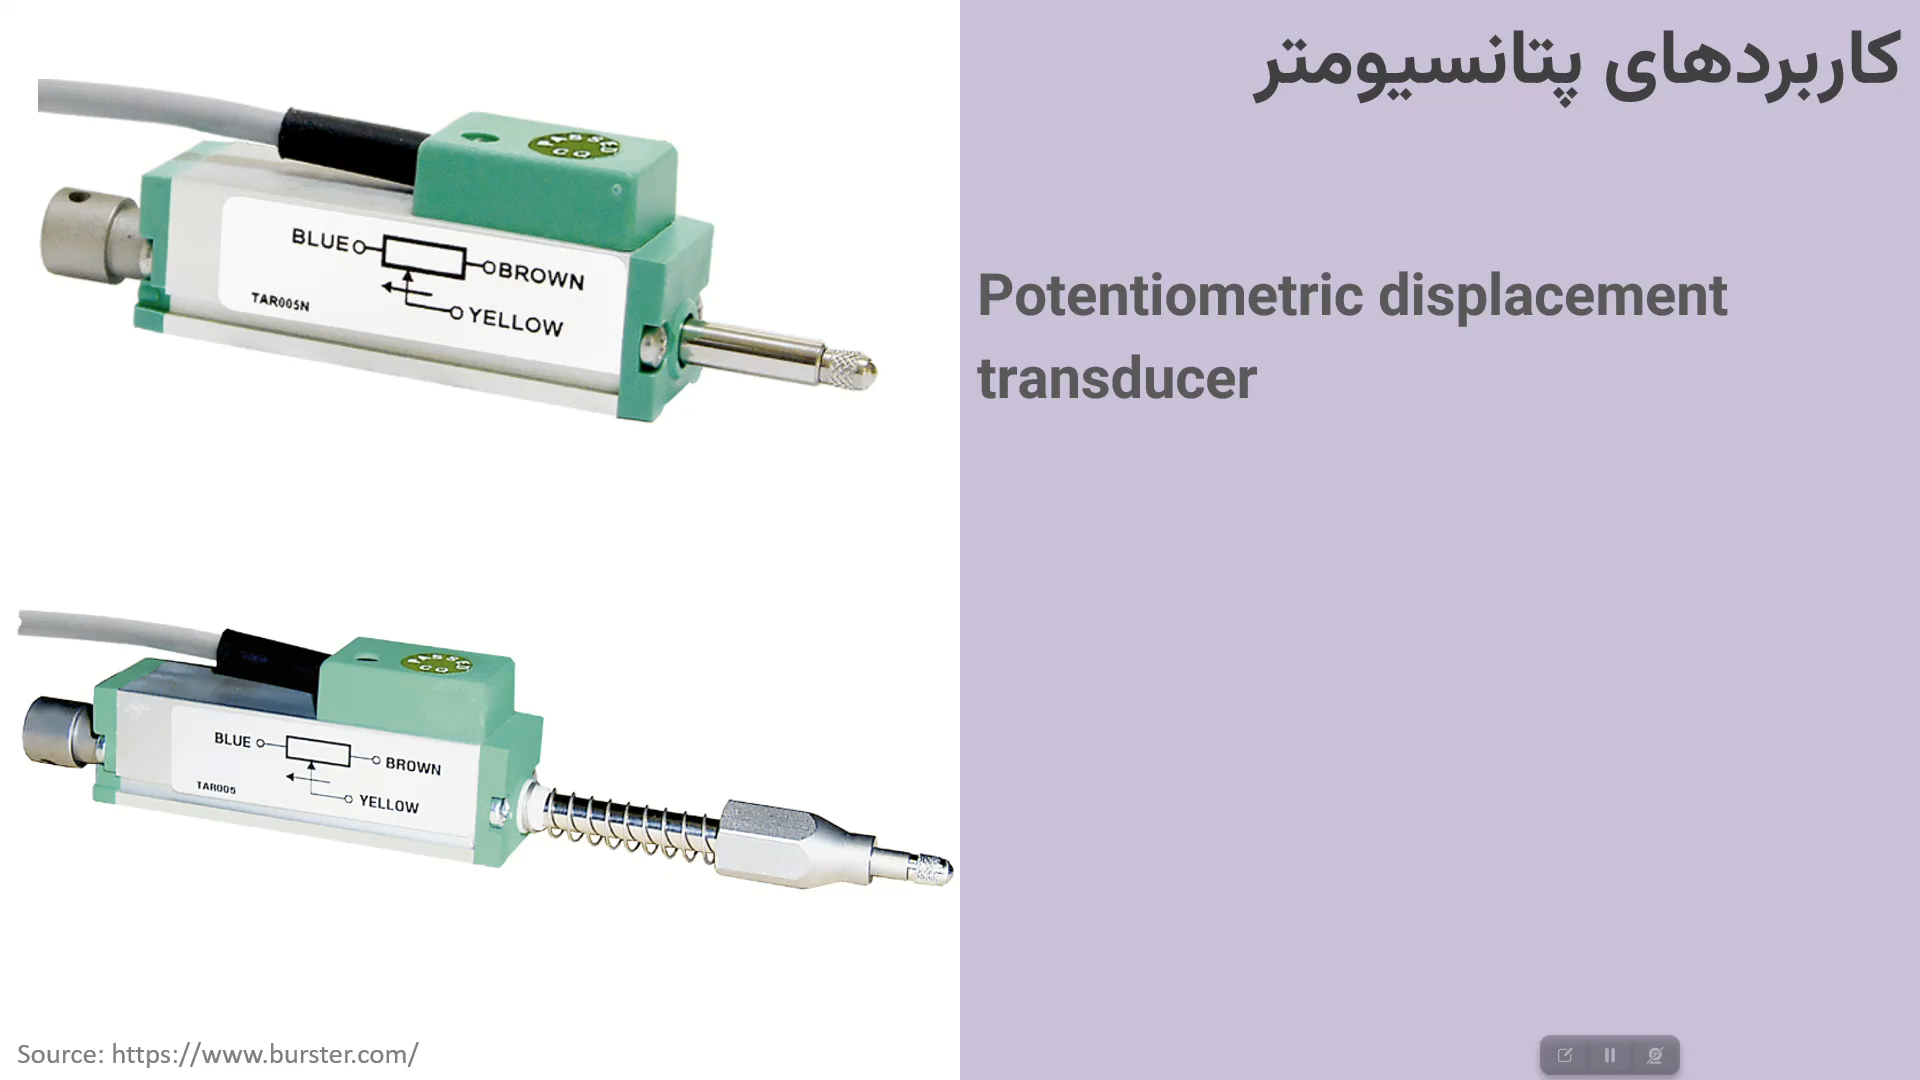 کاربردهای پتانسیومتر
Potentiometric displacement
transducer
BLUE
BROWN
YELLOW
TAR005N
BLUE
BROWN
YELLOW
TAR005
Source: https://www.burster.com/